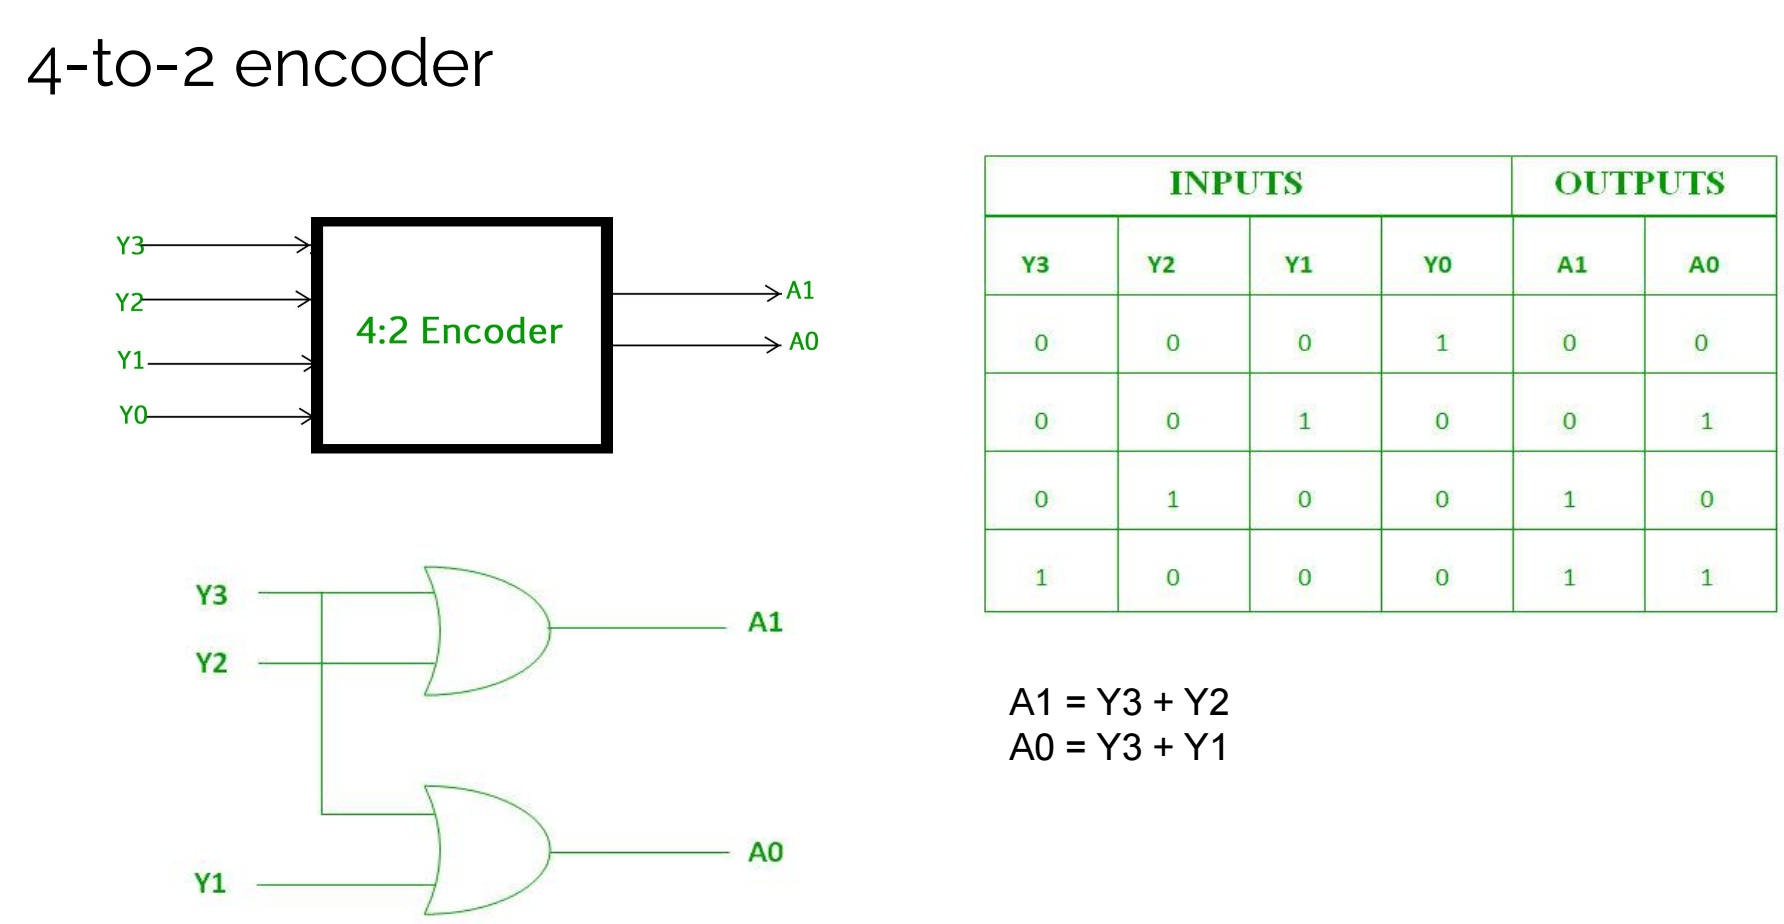 4-to-2 encoder
Y3
Y2
Y1
Y0
4:2 Encoder
A1
A0
INPUTS OUTPUTS
Y3 Y2 Y1 Y0 A1 A0
0 0 0 1 0 0
0 0 1 0 0 1
0 1 0 0 1 0
1 0 0 0 1 1
Y3
Y2
A1
Y1
A0
A1 = Y3 + Y2
A0 = Y3 + Y1